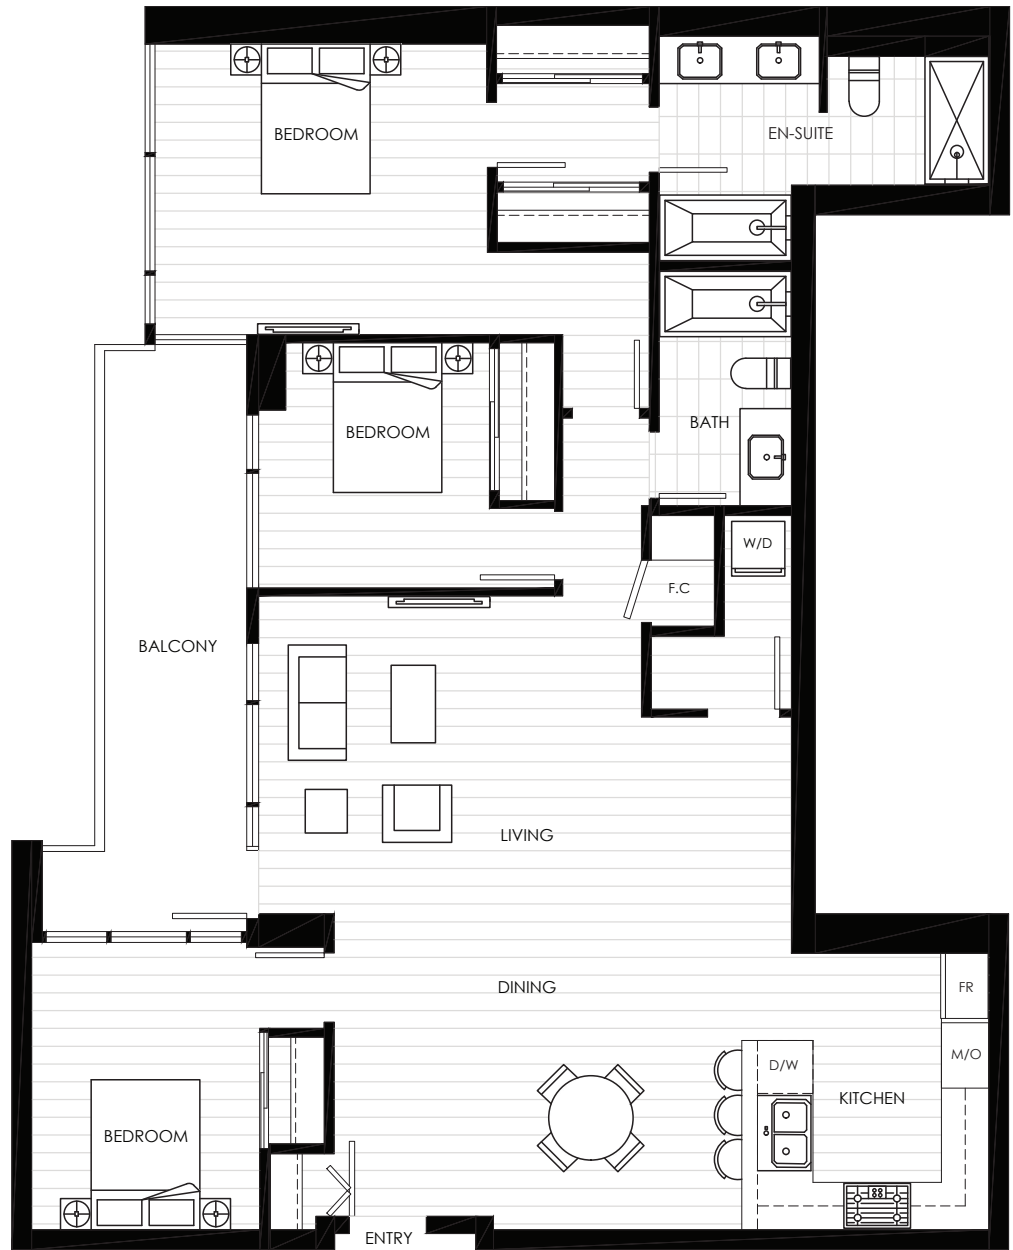 BEDROOM
EN-SUITE
BATH
BEDROOM
W/D
F.C
BALCONY
LIVING
DINING
FR
M/O
D/W
KITCHEN
BEDROOM
ENTRY